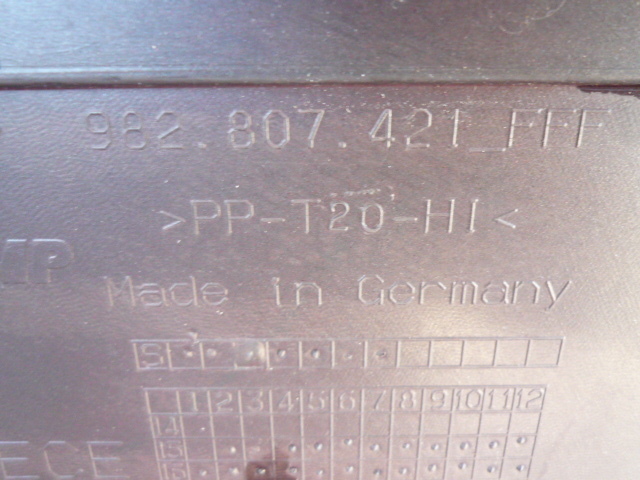 982.807.421_FFF
>PP-T20-HI<
Made in Germany
S
1 2 3 4 5 6 7 8 9 10 11 12